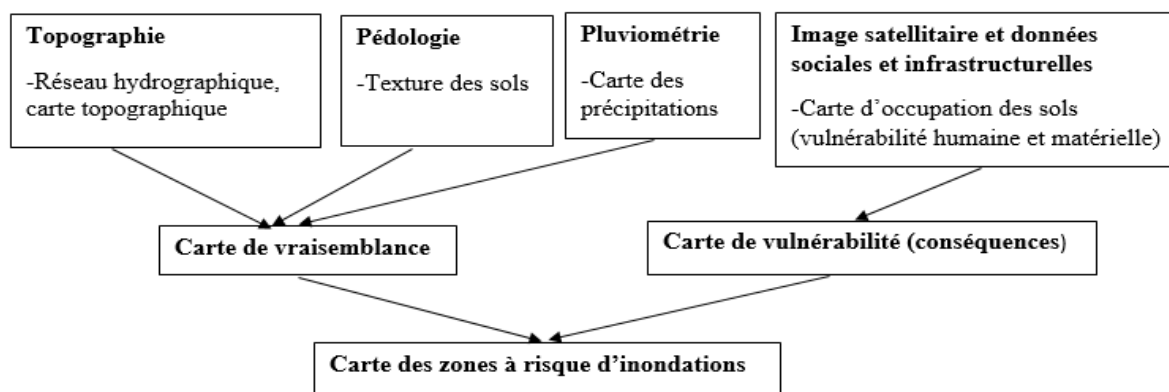 Topographie
-Réseau hydrographique,
carte topographique
Pédologie
-Texture des sols
Pluviométrie
-Carte des
précipitations
Image satellitaire et données
sociales et infrastructurelles
-Carte d’occupation des sols
(vulnérabilité humaine et matérielle)
Carte de vraisemblance
Carte de vulnérabilité (conséquences)
Carte des zones à risque d’inondations